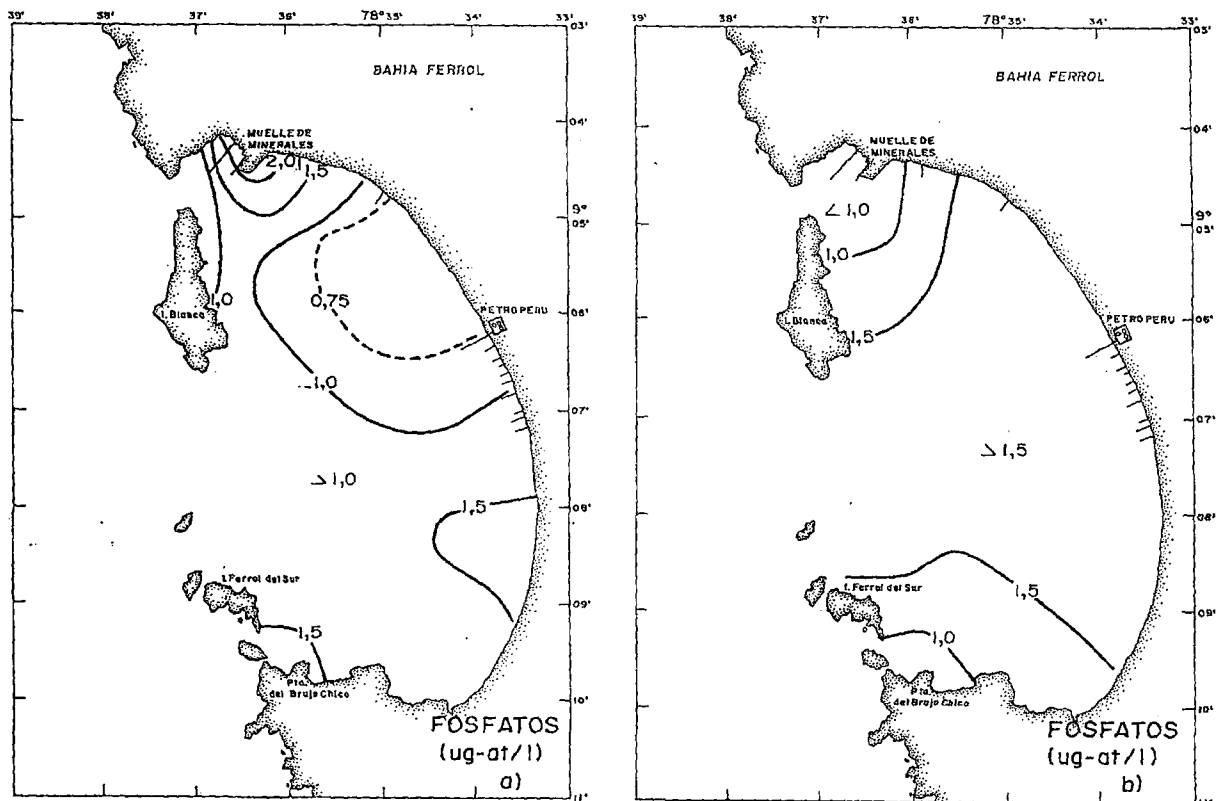 39' 38' 37' 36' 78°35' 34' 33'
03'
BAHIA FERROL
04'
MUELLE DE
MINERALES
2,0
1,5
9°
05'
1,0
0,75
I. Blanca
PETROPERU
06'
1,0
07'
>1,0
1,5
08'
I. Ferrol del Sur
09'
1,5
Pta.
del Brujo Chico
10'
FOSFATOS
(ug-at/l)
a)
11'
39' 38' 37' 36' 78°35' 34' 33'
03'
BAHIA FERROL
04'
MUELLE DE
MINERALES
<1,0
9°
05'
1,0
I. Blanca
PETROPERU
06'
1,5
07'
>1,5
08'
I. Ferrol del Sur
1,5
09'
1,0
Pta.
del Brujo Chico
10'
FOSFATOS
(ug-at/l)
b)